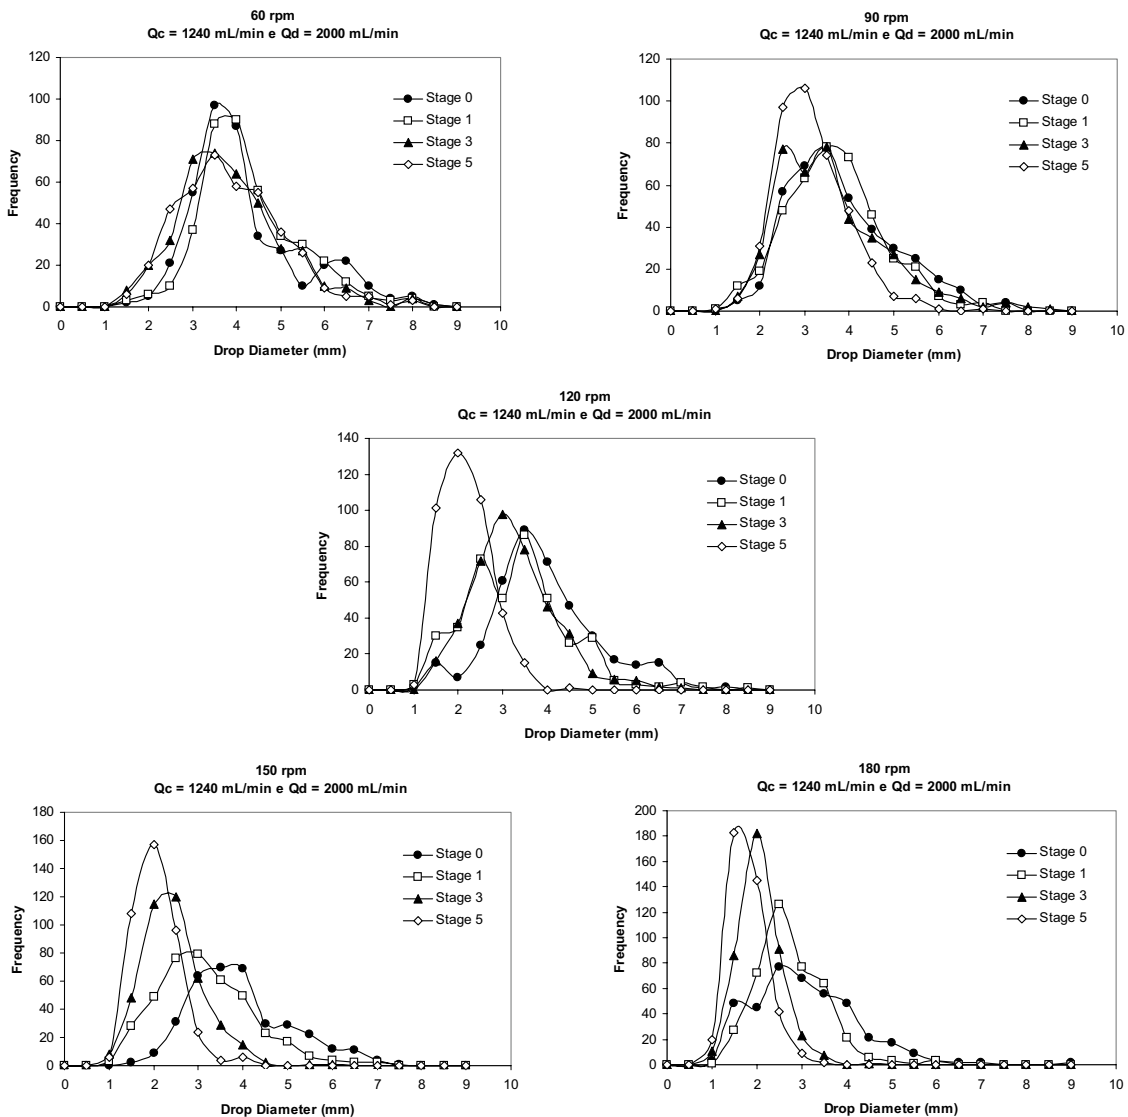 60 rpm
Qc = 1240 mL/min e Qd = 2000 mL/min
120
100
80
60
40
20
0
Frequency
0 1 2 3 4 5 6 7 8 9 10
Drop Diameter (mm)
Stage 0
Stage 1
Stage 3
Stage 5
90 rpm
Qc = 1240 mL/min e Qd = 2000 mL/min
120
100
80
60
40
20
0
Frequency
0 1 2 3 4 5 6 7 8 9 10
Drop Diameter (mm)
Stage 0
Stage 1
Stage 3
Stage 5
120 rpm
Qc = 1240 mL/min e Qd = 2000 mL/min
140
120
100
80
60
40
20
0
Frequency
0 1 2 3 4 5 6 7 8 9 10
Drop Diameter (mm)
Stage 0
Stage 1
Stage 3
Stage 5
150 rpm
Qc = 1240 mL/min e Qd = 2000 mL/min
180
160
140
120
100
80
60
40
20
0
Frequency
0 1 2 3 4 5 6 7 8 9 10
Drop Diameter (mm)
Stage 0
Stage 1
Stage 3
Stage 5
180 rpm
Qc = 1240 mL/min e Qd = 2000 mL/min
200
180
160
140
120
100
80
60
40
20
0
Frequency
0 1 2 3 4 5 6 7 8 9 10
Drop Diameter (mm)
Stage 0
Stage 1
Stage 3
Stage 5